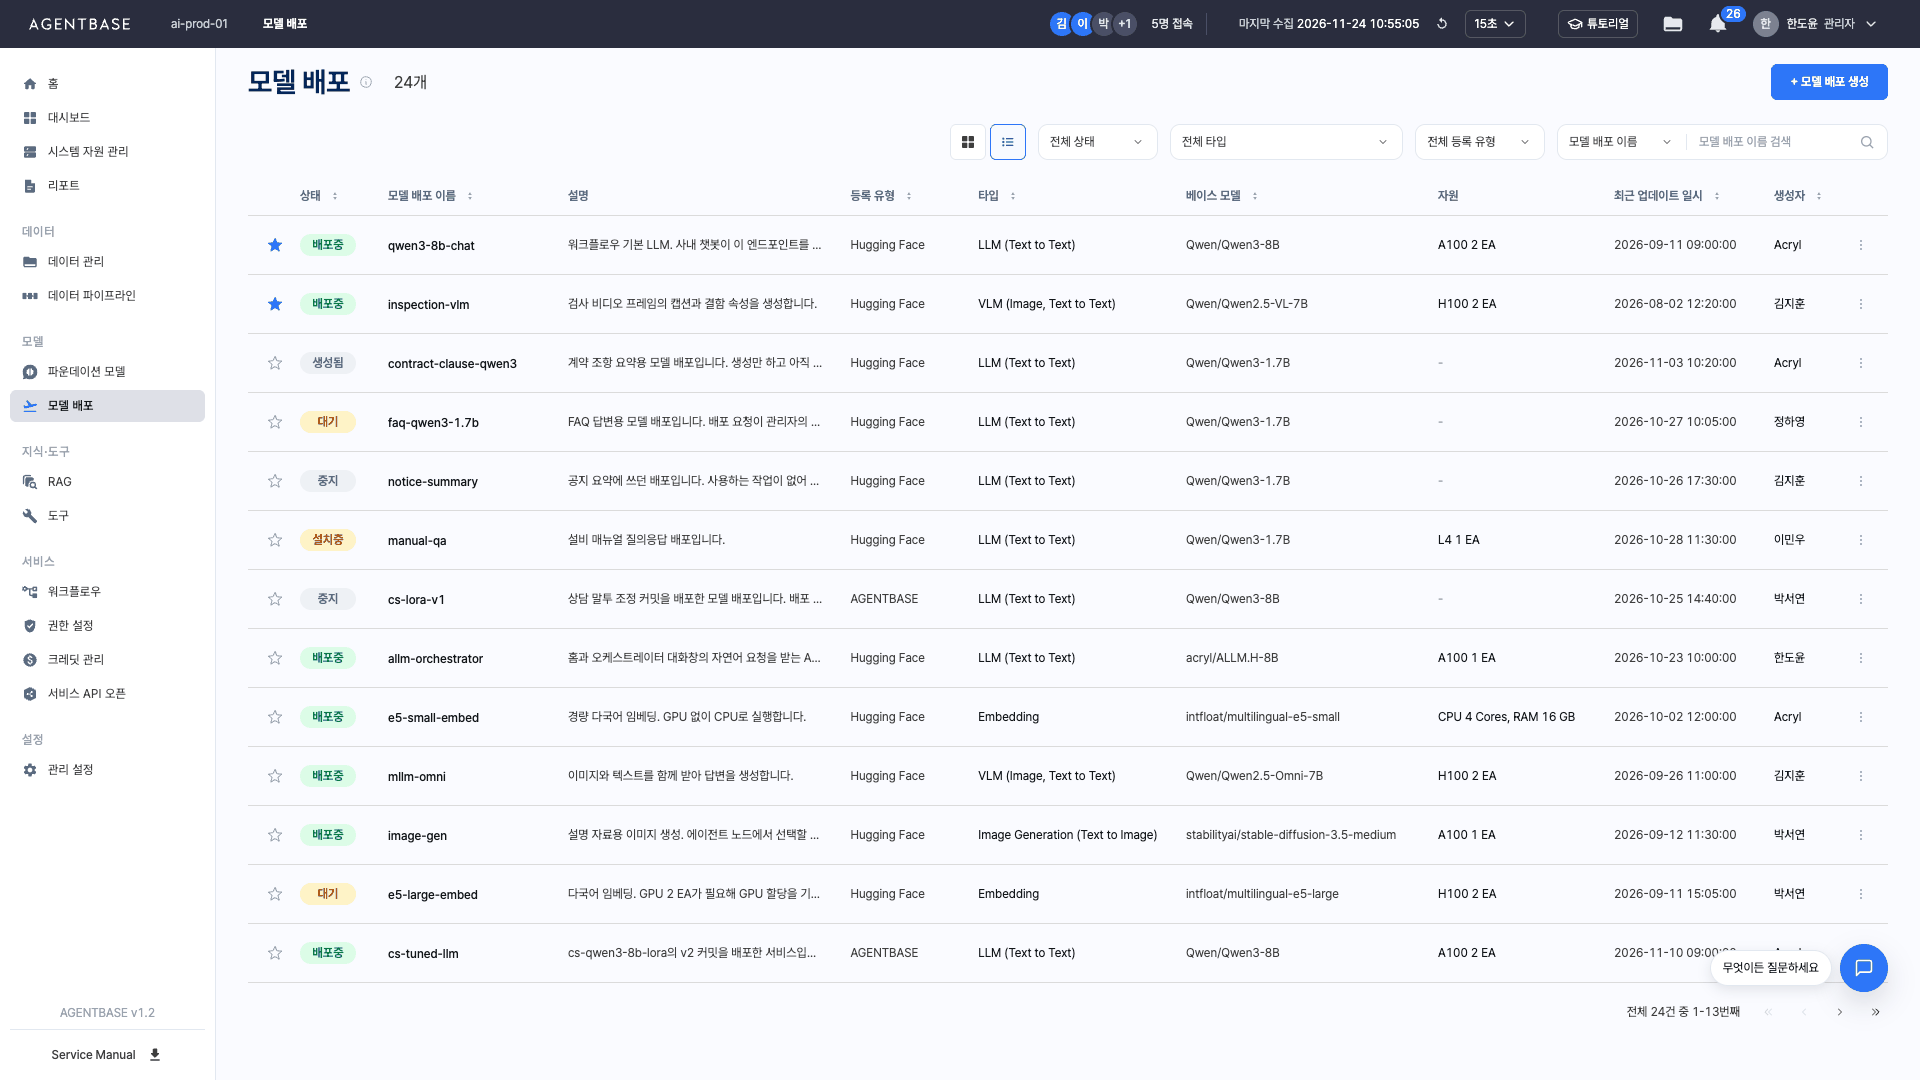 AGENTBASE ai-prod-01 모델 배포 김 이 박 +1 5명 접속 마지막 수집 2026-11-24 10:55:05 15초 튜토리얼 26 한 한도윤 관리자
홈
대시보드
시스템 자원 관리
리포트
데이터
데이터 관리
데이터 파이프라인
모델
파운데이션 모델
모델 배포
지식·도구
RAG
도구
서비스
워크플로우
권한 설정
크레딧 관리
서비스 API 오픈
설정
관리 설정
AGENTBASE v1.2
Service Manual
모델 배포 24개 + 모델 배포 생성
전체 상태 전체 타입 전체 등록 유형 모델 배포 이름 모델 배포 이름 검색
상태 모델 배포 이름 설명 등록 유형 타입 베이스 모델 자원 최근 업데이트 일시 생성자
배포중 qwen3-8b-chat 워크플로우 기본 LLM. 사내 챗봇이 이 엔드포인트를 ... Hugging Face LLM (Text to Text) Qwen/Qwen3-8B A100 2 EA 2026-09-11 09:00:00 Acryl
배포중 inspection-vlm 검사 비디오 프레임의 캡션과 결함 속성을 생성합니다. Hugging Face VLM (Image, Text to Text) Qwen/Qwen2.5-VL-7B H100 2 EA 2026-08-02 12:20:00 김지훈
생성됨 contract-clause-qwen3 계약 조항 요약용 모델 배포입니다. 생성만 하고 아직 ... Hugging Face LLM (Text to Text) Qwen/Qwen3-1.7B - 2026-11-03 10:20:00 Acryl
대기 faq-qwen3-1.7b FAQ 답변용 모델 배포입니다. 배포 요청이 관리자의 ... Hugging Face LLM (Text to Text) Qwen/Qwen3-1.7B - 2026-10-27 10:05:00 정하영
중지 notice-summary 공지 요약에 쓰던 배포입니다. 사용하는 작업이 없어 ... Hugging Face LLM (Text to Text) Qwen/Qwen3-1.7B - 2026-10-26 17:30:00 김지훈
설치중 manual-qa 설비 매뉴얼 질의응답 배포입니다. Hugging Face LLM (Text to Text) Qwen/Qwen3-1.7B L4 1 EA 2026-10-28 11:30:00 이민우
중지 cs-lora-v1 상담 말투 조정 커밋을 배포한 모델 배포입니다. 배포 ... AGENTBASE LLM (Text to Text) Qwen/Qwen3-8B - 2026-10-25 14:40:00 박서연
배포중 allm-orchestrator 홈과 오케스트레이터 대화창의 자연어 요청을 받는 A... Hugging Face LLM (Text to Text) acryl/ALLM.H-8B A100 1 EA 2026-10-23 10:00:00 한도윤
배포중 e5-small-embed 경량 다국어 임베딩. GPU 없이 CPU로 실행합니다. Hugging Face Embedding intfloat/multilingual-e5-small CPU 4 Cores, RAM 16 GB 2026-10-02 12:00:00 Acryl
배포중 mllm-omni 이미지와 텍스트를 함께 받아 답변을 생성합니다. Hugging Face VLM (Image, Text to Text) Qwen/Qwen2.5-Omni-7B H100 2 EA 2026-09-26 11:00:00 김지훈
배포중 image-gen 설명 자료용 이미지 생성. 에이전트 노드에서 선택할 ... Hugging Face Image Generation (Text to Image) stabilityai/stable-diffusion-3.5-medium A100 1 EA 2026-09-12 11:30:00 박서연
대기 e5-large-embed 다국어 임베딩. GPU 2 EA가 필요해 GPU 할당을 기... Hugging Face Embedding intfloat/multilingual-e5-large H100 2 EA 2026-09-11 15:05:00 박서연
배포중 cs-tuned-llm cs-qwen3-8b-lora의 v2 커밋을 배포한 서비스입... AGENTBASE LLM (Text to Text) Qwen/Qwen3-8B A100 2 EA 2026-11-10 09:00
무엇이든 질문하세요
전체 24건 중 1-13번째